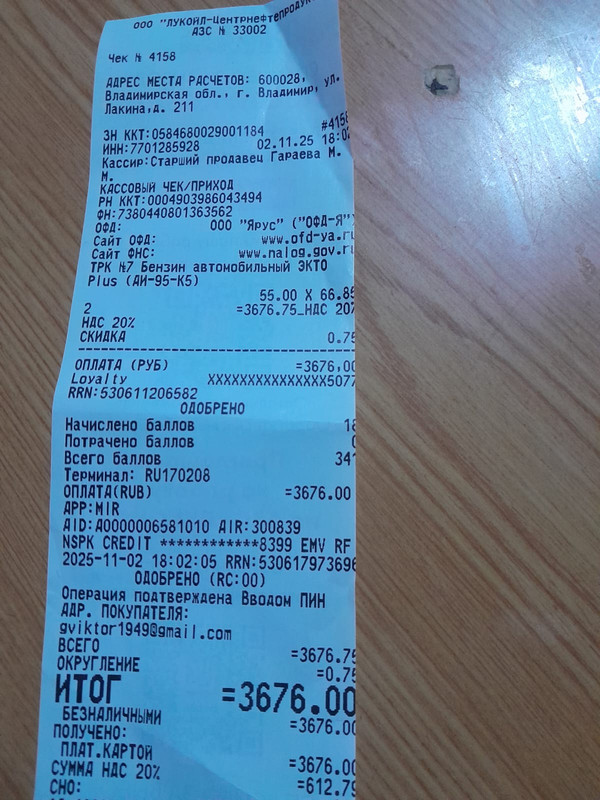 ООО "ЛУКОЙЛ-Центрнефтепродук
АЗС № 33002
Чек № 4158
АДРЕС МЕСТА РАСЧЕТОВ: 600028,
Владимирская обл., г. Владимир, ул.
Лакина,д. 211
ЗН ККТ:0584680029001184 #4158
ИНН:7701285928 02.11.25 18:02
Кассир:Старший продавец Гараева М.
М.
КАССОВЫЙ ЧЕК/ПРИХОД
РН ККТ:0004903986043494
ФН:7380440801363562
ОФД: ООО "Ярус" ("ОФД-Я")
Сайт ОФД: www.ofd-ya.ru
Сайт ФНС: www.nalog.gov.ru
ТРК №7 Бензин автомобильный ЭКТО
Plus (АИ-95-К5)
55.00 X 66.85
2 =3676.75_НДС 20%
НДС 20%
СКИДКА 0.75
ОПЛАТА (РУБ) =3676,00
Loyalty XXXXXXXXXXXXXXX5077
RRN:530611206582
ОДОБРЕНО
Начислено баллов 18
Потрачено баллов 0
Всего баллов 341
Терминал: RU170208
ОПЛАТА(RUB) =3676.00
APP:MIR
AID:A0000006581010 AIR:300839
NSPK CREDIT ************8399 EMV RF
2025-11-02 18:02:05 RRN:530617973696
ОДОБРЕНО (RC:00)
Операция подтверждена Вводом ПИН
АДР. ПОКУПАТЕЛЯ:
gviktor1949@gmail.com
ВСЕГО =3676.75
ОКРУГЛЕНИЕ =0.75
ИТОГ =3676.00
БЕЗНАЛИЧНЫМИ =3676.00
ПОЛУЧЕНО:
ПЛАТ.КАРТОЙ =3676.00
СУММА НДС 20% =612.79
СНО: